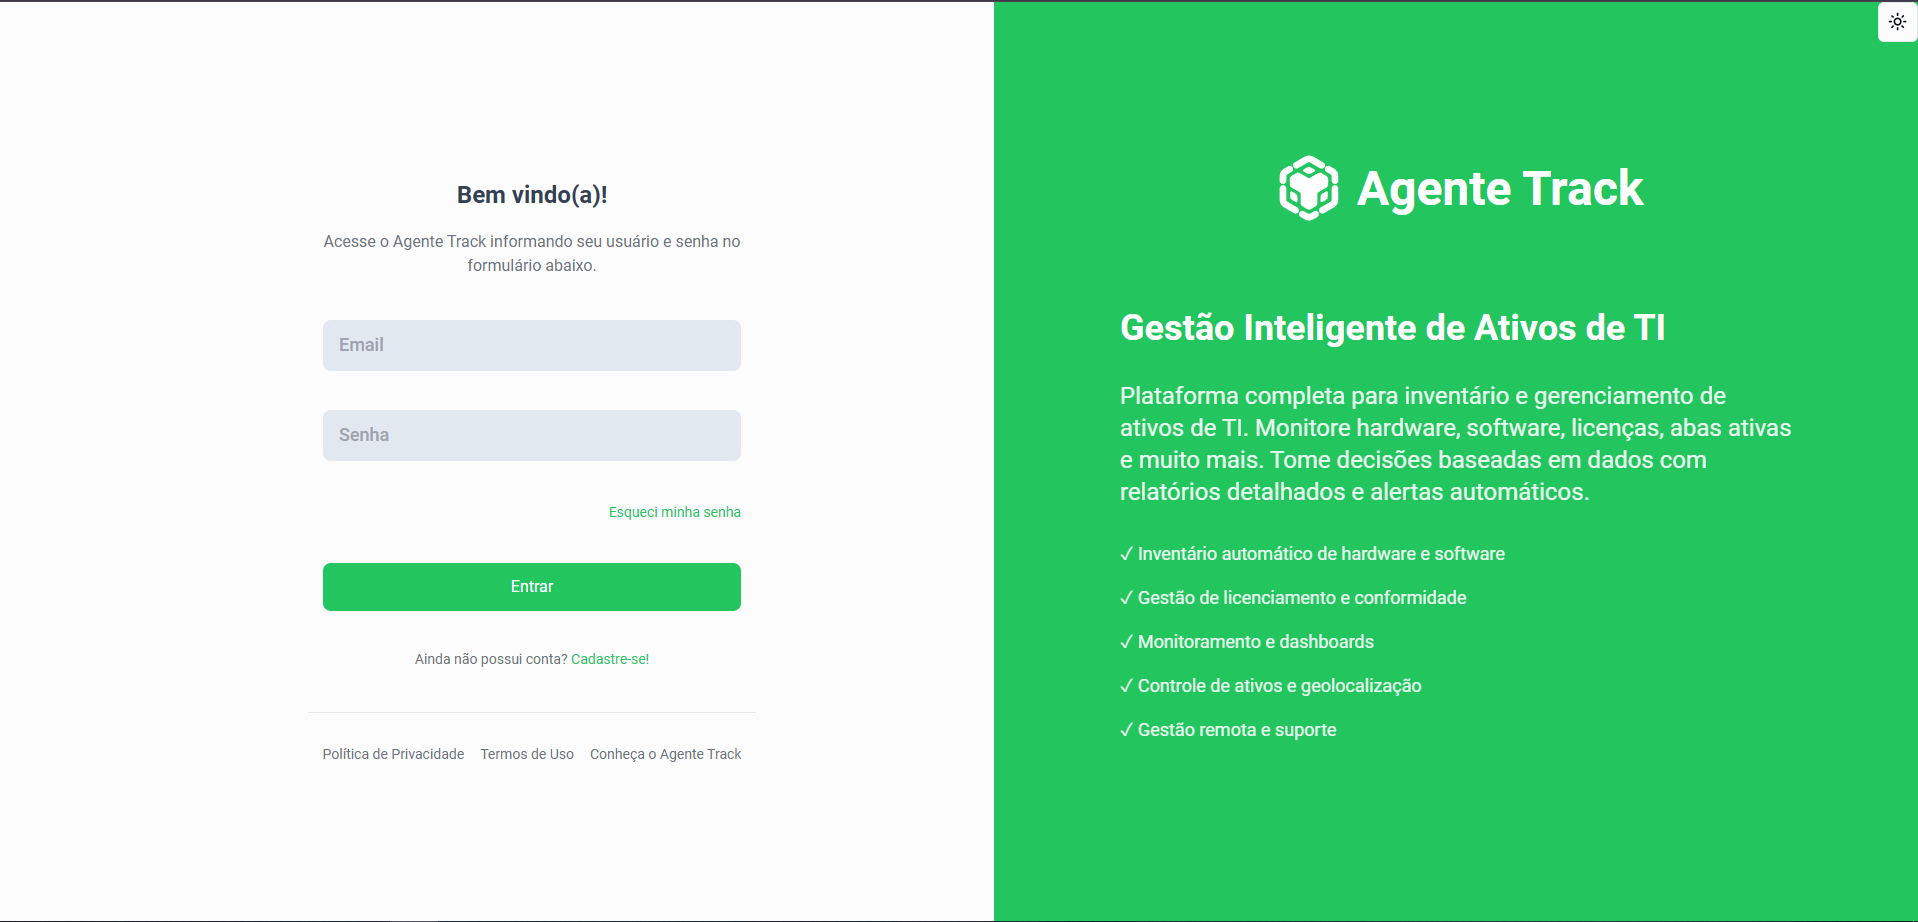 Bem vindo(a)!
Acesse o Agente Track informando seu usuário e senha no
formulário abaixo.
Email
Senha
Esqueci minha senha
Entrar
Ainda não possui conta? Cadastre-se!
Política de Privacidade Termos de Uso Conheça o Agente Track
Agente Track
Gestão Inteligente de Ativos de TI
Plataforma completa para inventário e gerenciamento de
ativos de TI. Monitore hardware, software, licenças, abas ativas
e muito mais. Tome decisões baseadas em dados com
relatórios detalhados e alertas automáticos.
✓ Inventário automático de hardware e software
✓ Gestão de licenciamento e conformidade
✓ Monitoramento e dashboards
✓ Controle de ativos e geolocalização
✓ Gestão remota e suporte